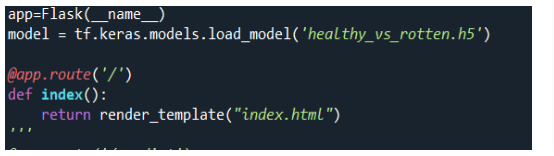 app=Flask(__name__)
model = tf.keras.models.load_model('healthy_vs_rotten.h5')
@app.route('/')
def index():
    return render_template("index.html")
'''